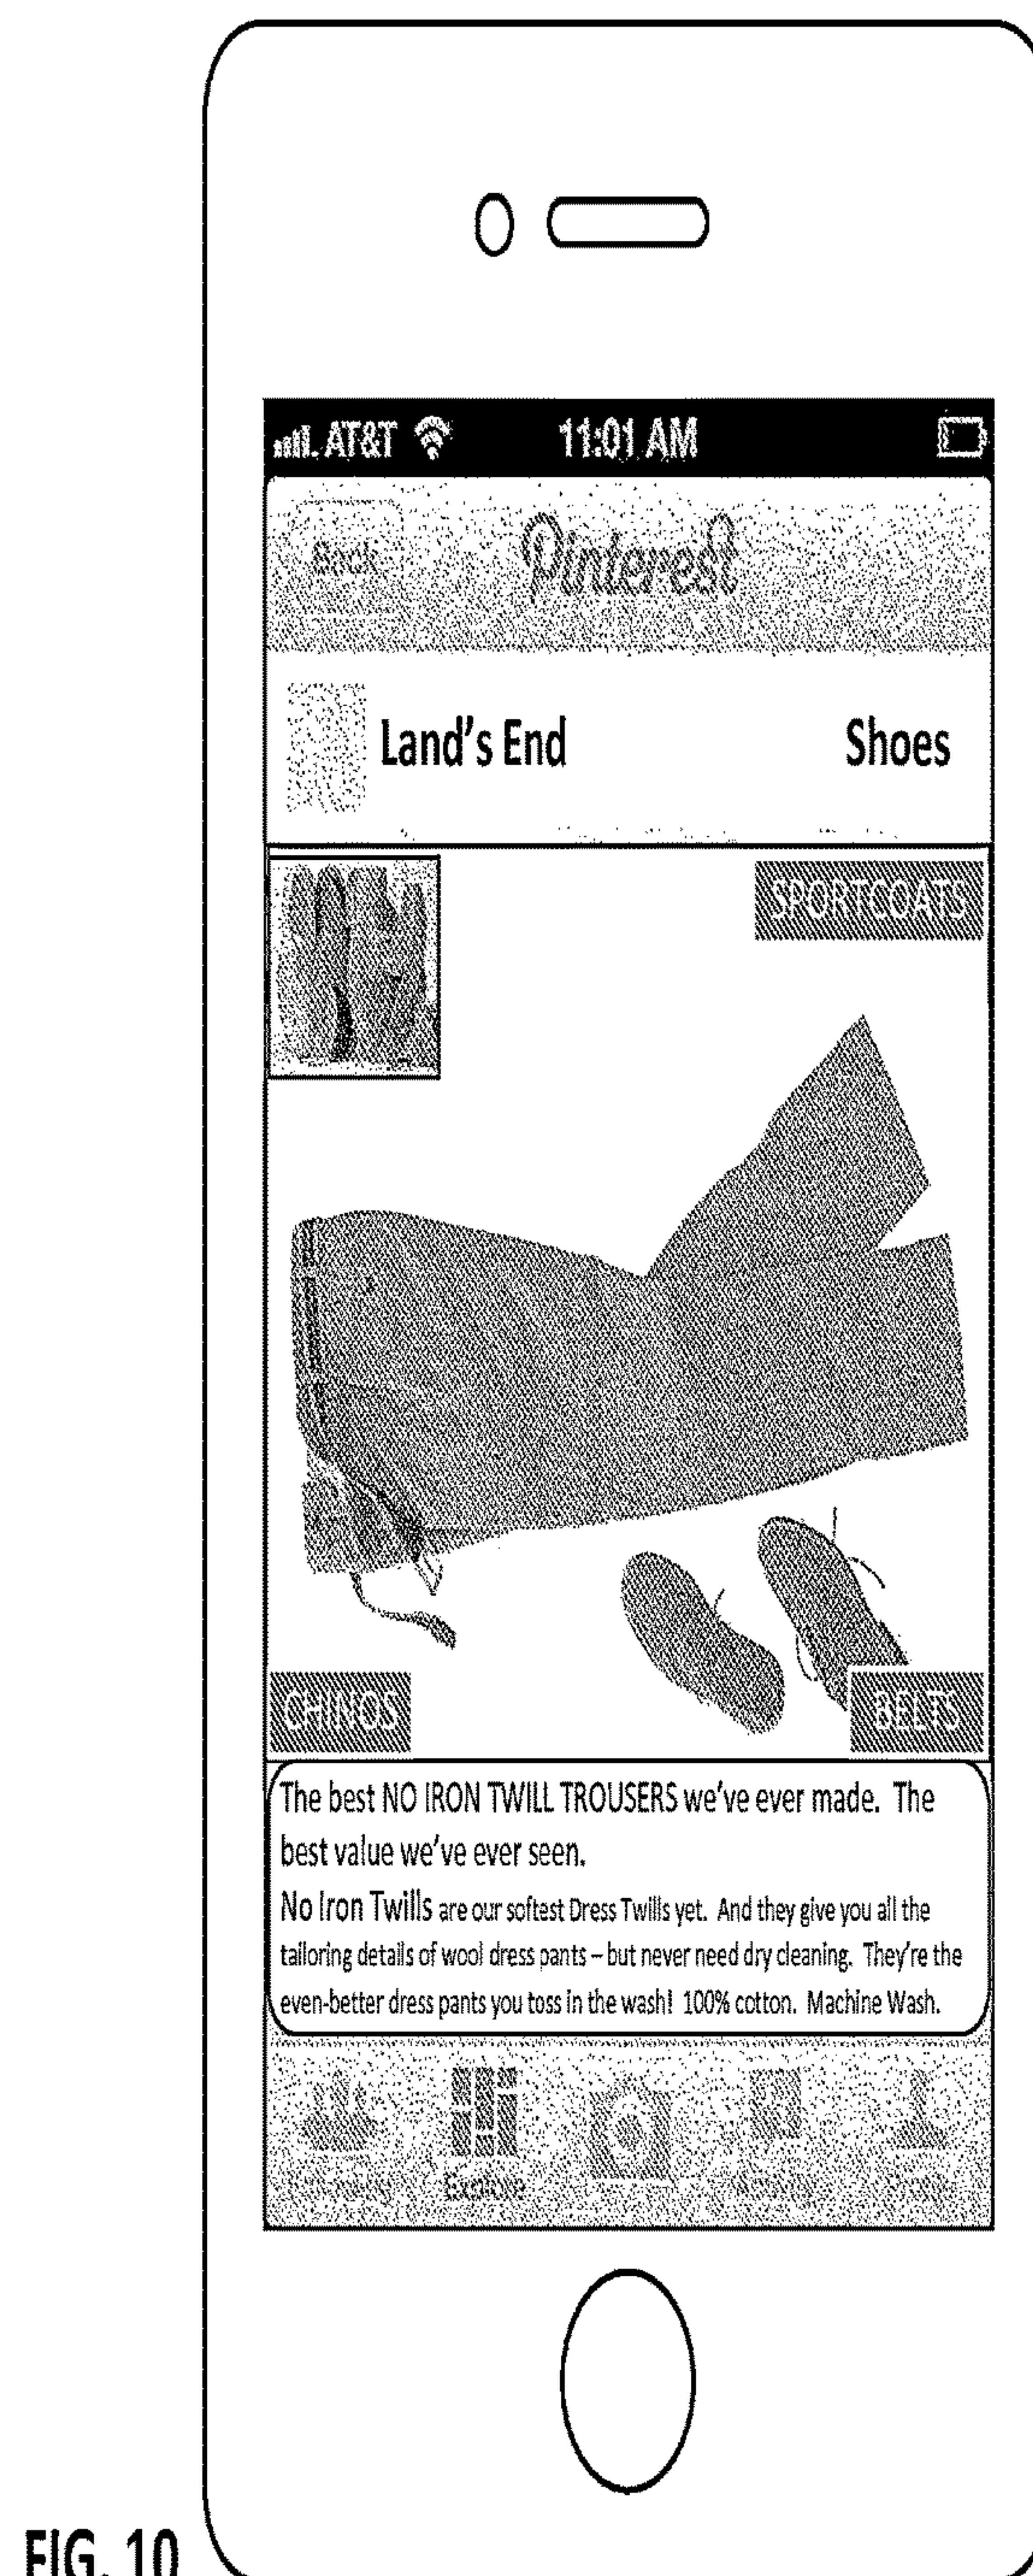 AT&T 11:01 AM
Back Pinterest
Land's End Shoes
SPORTCOATS
CHINOS BELTS
The best NO IRON TWILL TROUSERS we've ever made. The
best value we've ever seen.
No Iron Twills are our softest Dress Twills yet. And they give you all the
tailoring details of wool dress pants – but never need dry cleaning. They're the
even-better dress pants you toss in the wash! 100% cotton. Machine Wash.
Explore
FIG. 10